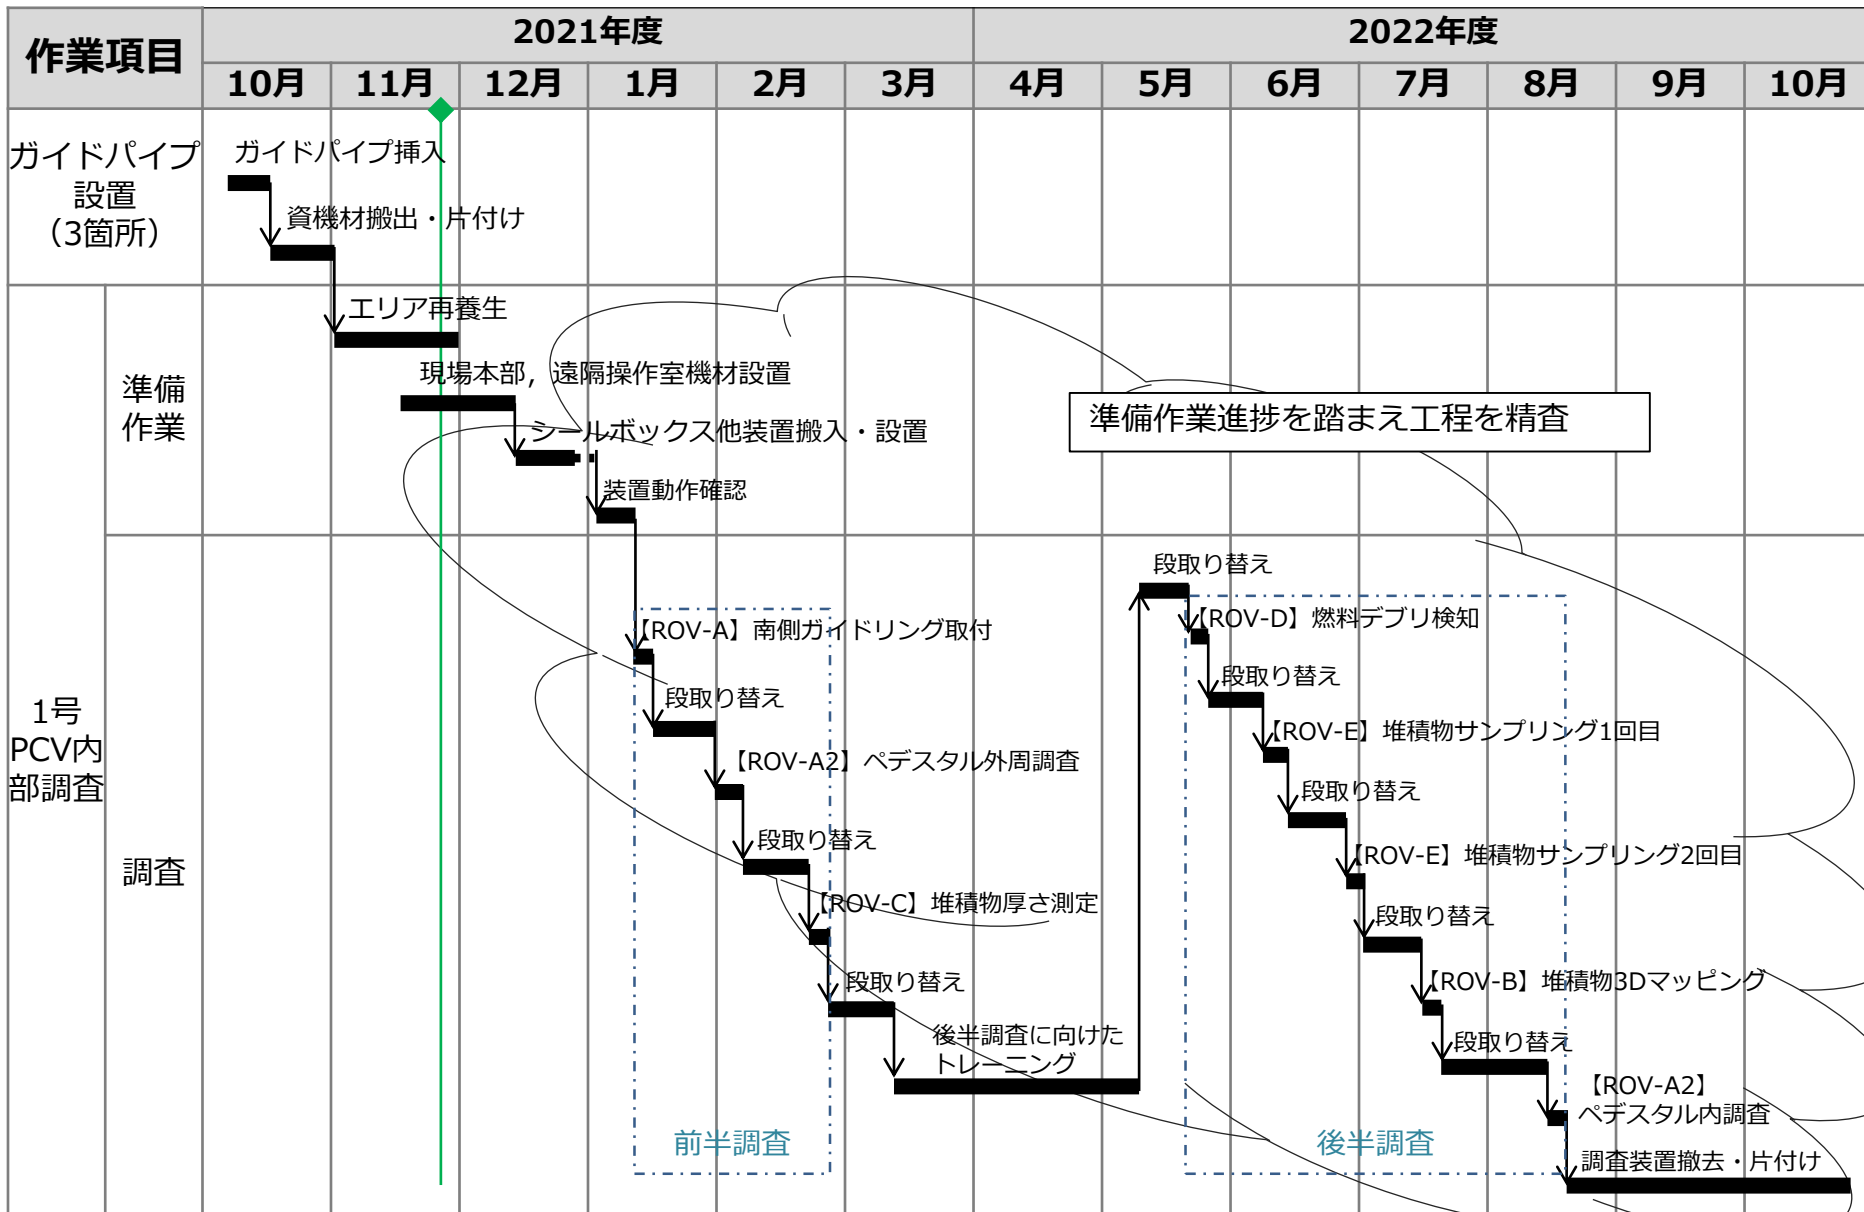 作業項目
2021年度
2022年度
10月
11月
12月
1月
2月
3月
4月
5月
6月
7月
8月
9月
10月
ガイドパイプ
設置
（3箇所）
ガイドパイプ挿入
資機材搬出・片付け
1号
PCV内
部調査
準備
作業
エリア再養生
現場本部，遠隔操作室機材設置
シールボックス他装置搬入・設置
装置動作確認
準備作業進捗を踏まえ工程を精査
調査
【ROV-A】南側ガイドリング取付
段取り替え
【ROV-A2】ペデスタル外周調査
段取り替え
【ROV-C】堆積物厚さ測定
段取り替え
後半調査に向けた
トレーニング
前半調査
段取り替え
【ROV-D】燃料デブリ検知
段取り替え
【ROV-E】堆積物サンプリング1回目
段取り替え
【ROV-E】堆積物サンプリング2回目
段取り替え
【ROV-B】堆積物3Dマッピング
段取り替え
【ROV-A2】
ペデスタル内調査
後半調査
調査装置撤去・片付け